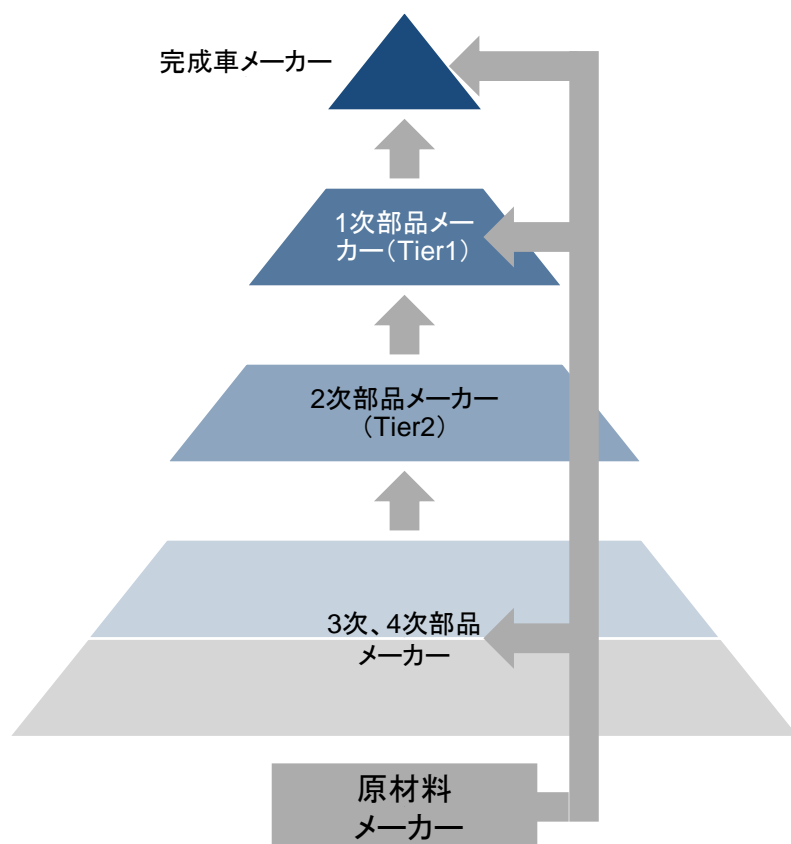 完成車メーカー
1次部品メー
カー（Tier1）
2次部品メーカー
（Tier2）
3次、4次部品
メーカー
原材料
メーカー